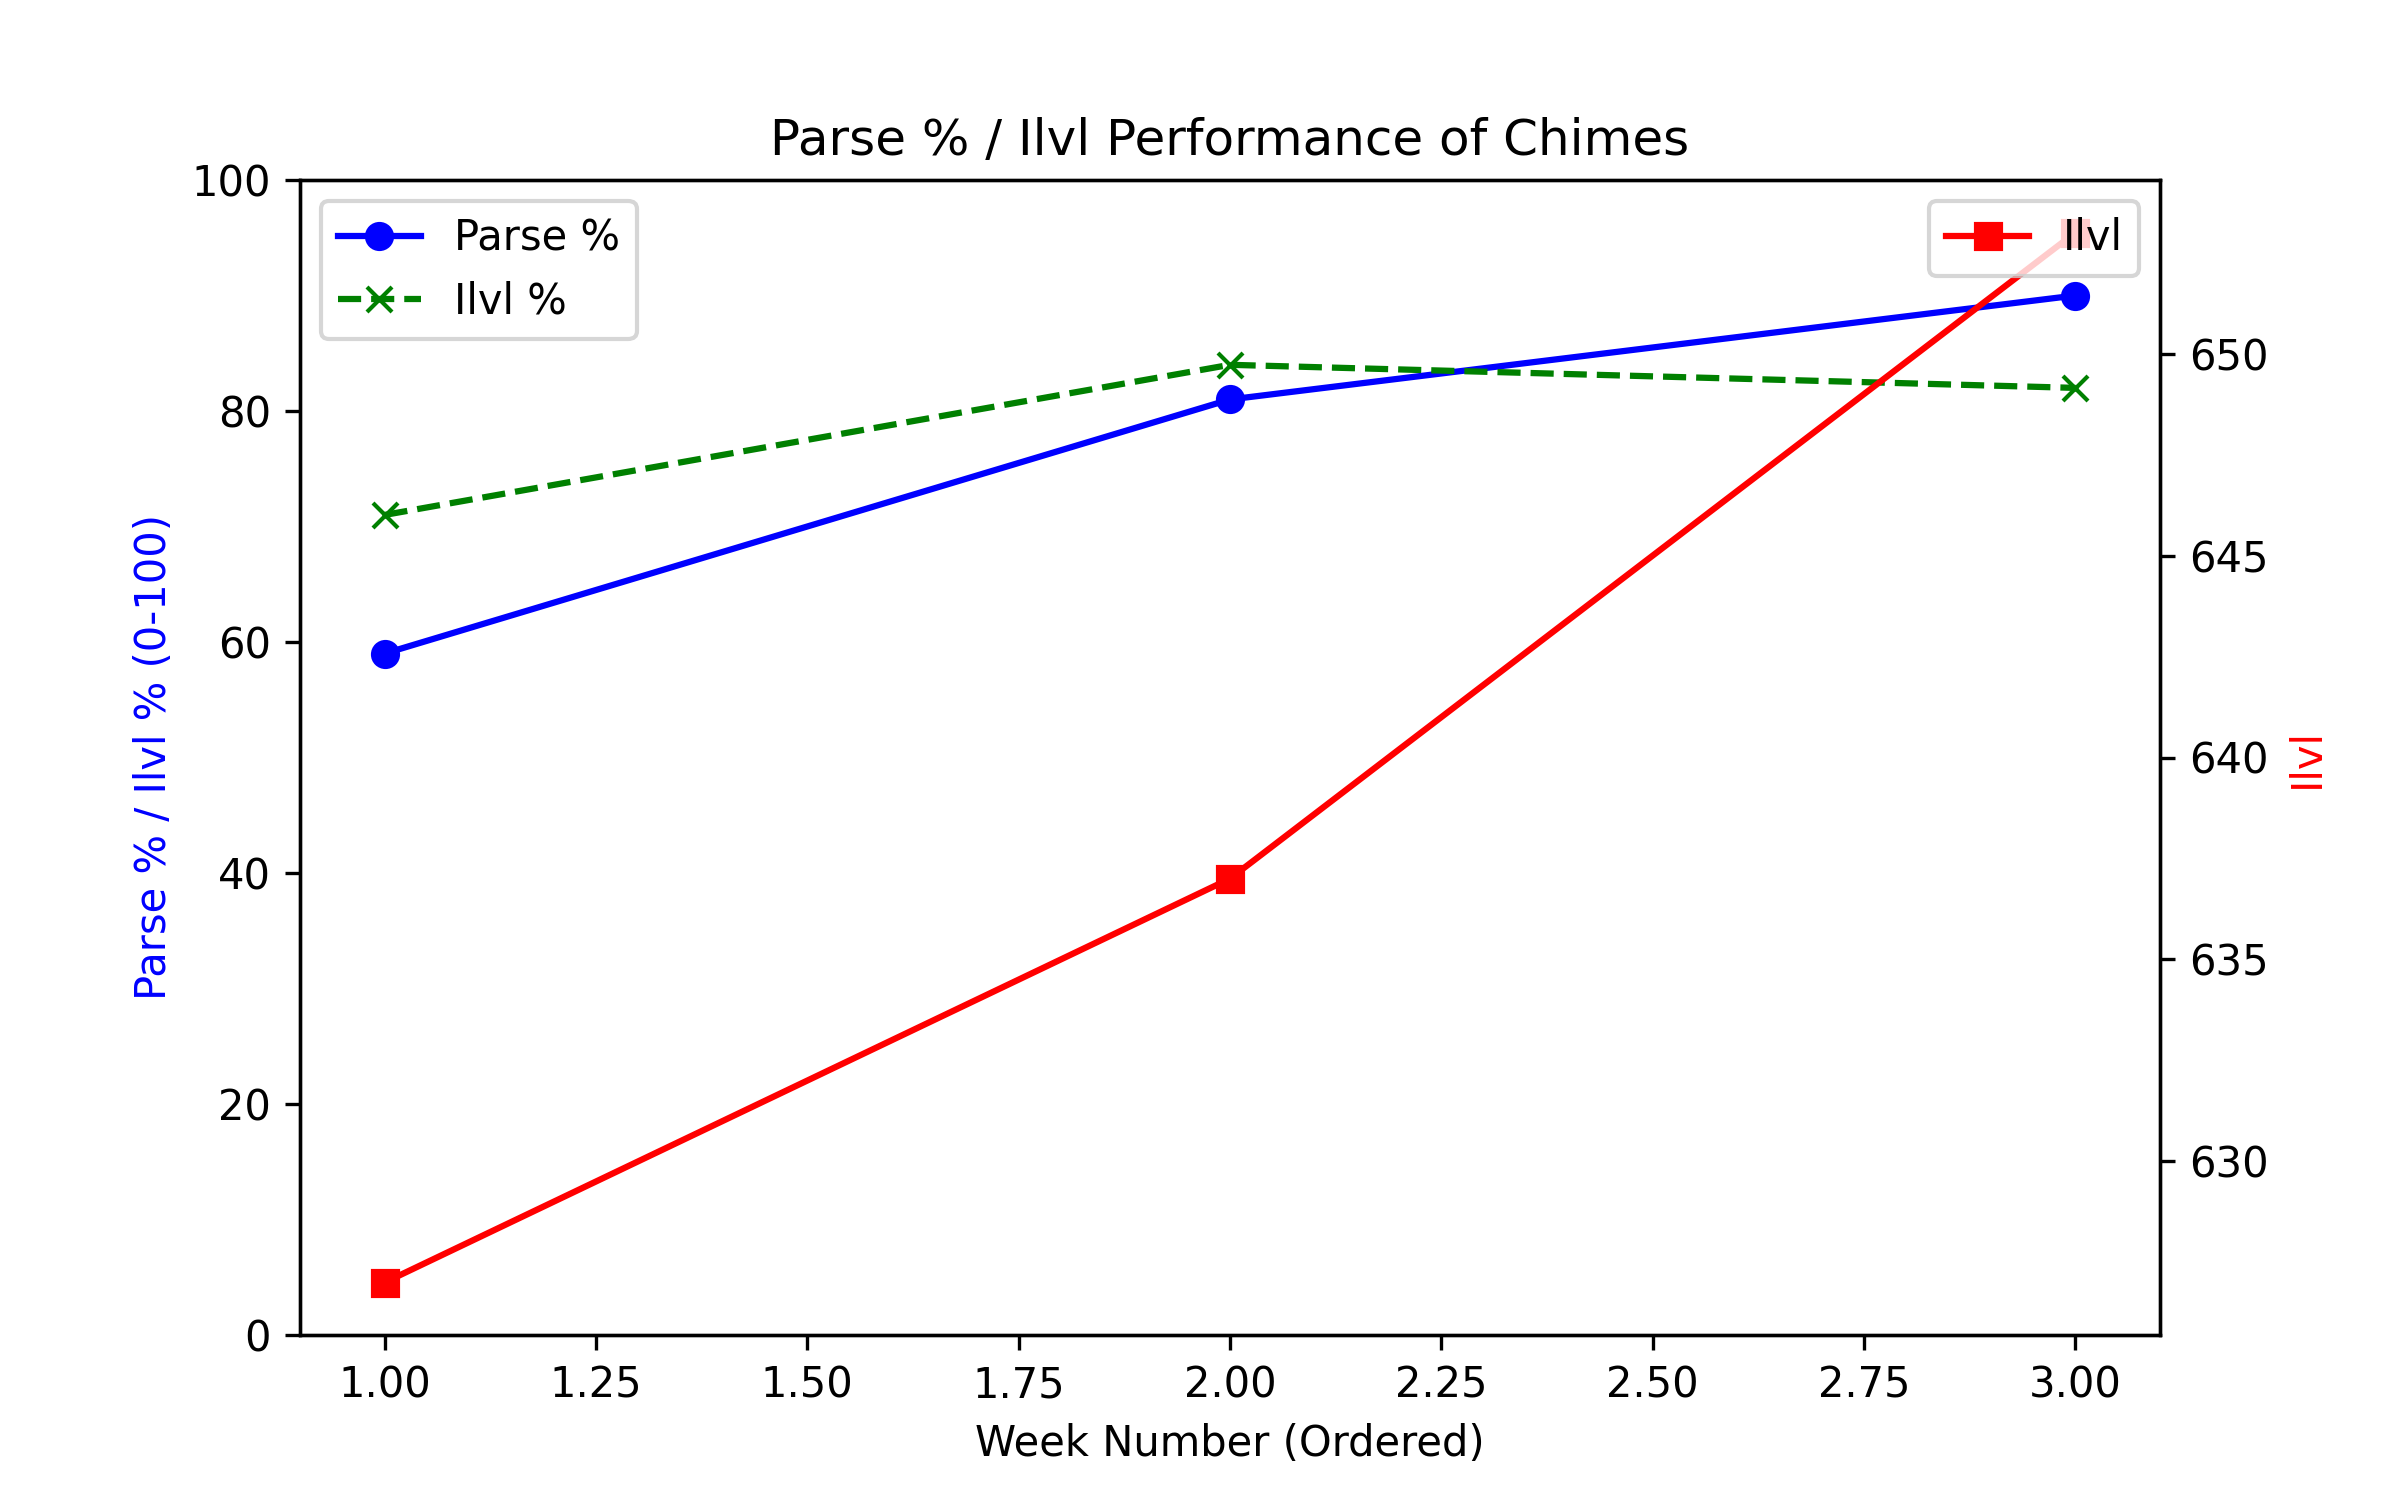 Parse % / Ilvl Performance of Chimes
Parse %
Ilvl %
Ilvl
Parse % / Ilvl % (0-100)
100
80
60
40
20
0
650
645
640
635
630
Ilvl
1.00 1.25 1.50 1.75 2.00 2.25 2.50 2.75 3.00
Week Number (Ordered)